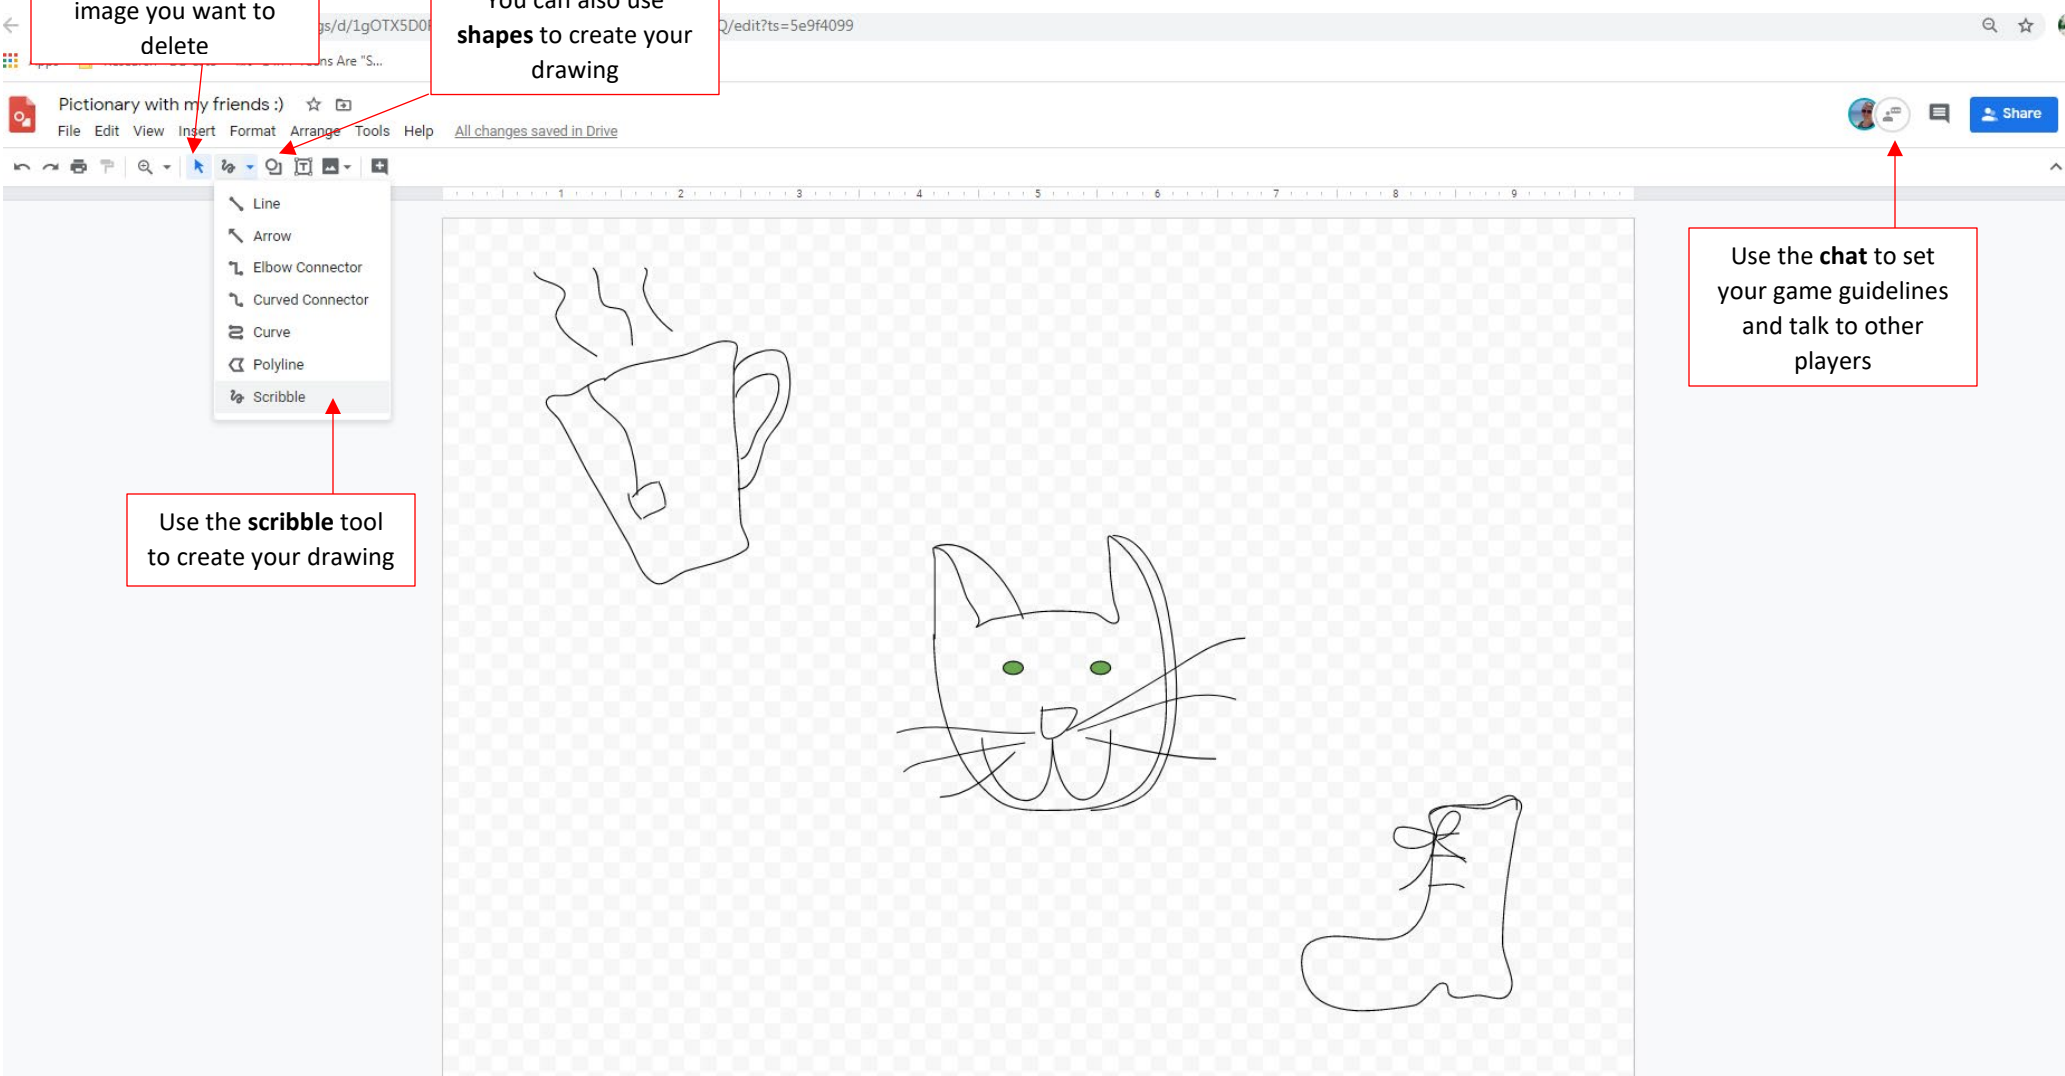 image you want to
delete
You can also use
shapes to create your
drawing
gs/d/1gOTX5D0
Q/edit?ts=5e9f4099
Are "S...
Pictionary with my friends :)
File Edit View Insert Format Arrange Tools Help All changes saved in Drive
Share
Line
Arrow
Elbow Connector
Curved Connector
Curve
Polyline
Scribble
1 2 3 4 5 6 7 8 9
Use the chat to set
your game guidelines
and talk to other
players
Use the scribble tool
to create your drawing